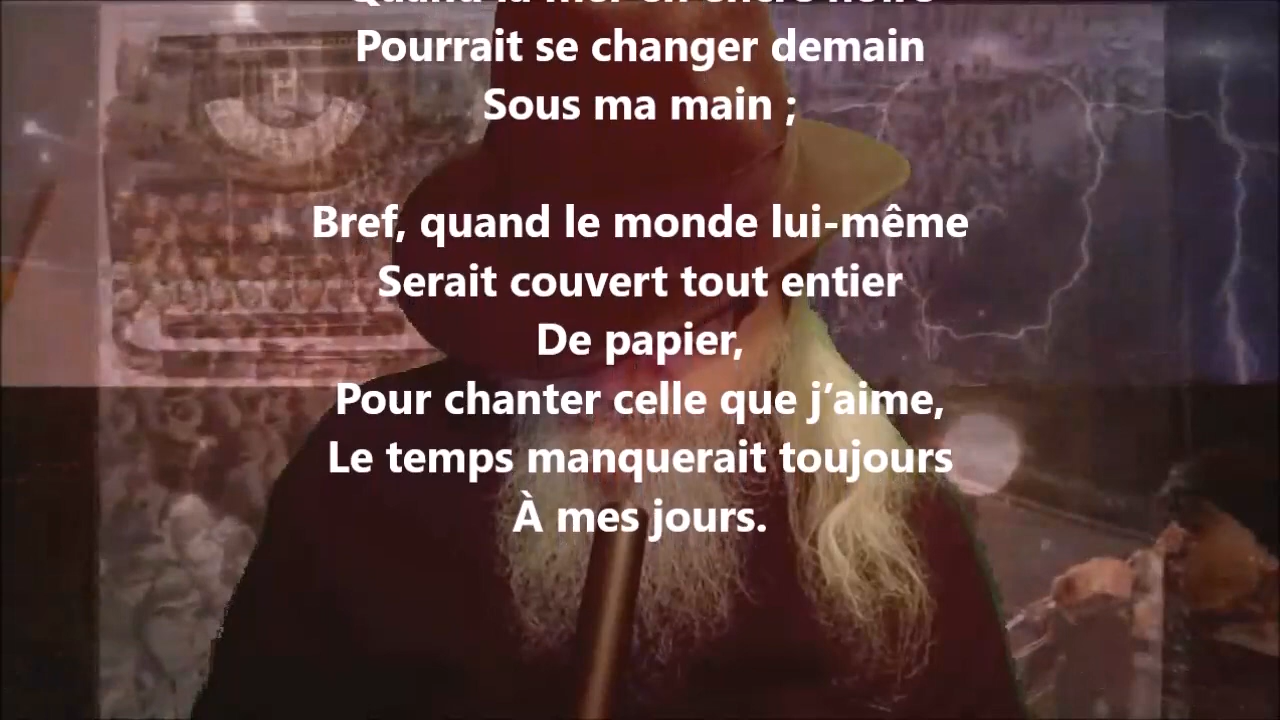 Pourrait se changer demain
Sous ma main ;
Bref, quand le monde lui-même
Serait couvert tout entier
De papier,
Pour chanter celle que j’aime,
Le temps manquerait toujours
À mes jours.